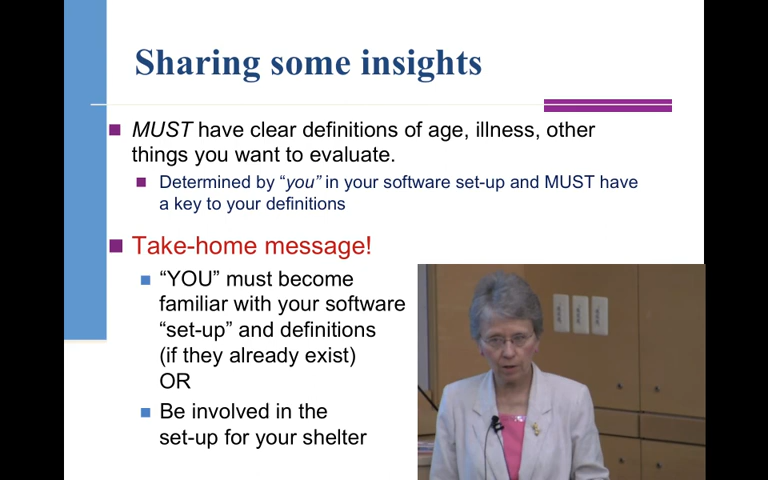 Sharing some insights
MUST have clear definitions of age, illness, other
things you want to evaluate.
Determined by “you” in your software set-up and MUST have
a key to your definitions
Take-home message!
“YOU” must become
familiar with your software
“set-up” and definitions
(if they already exist)
OR
Be involved in the
set-up for your shelter